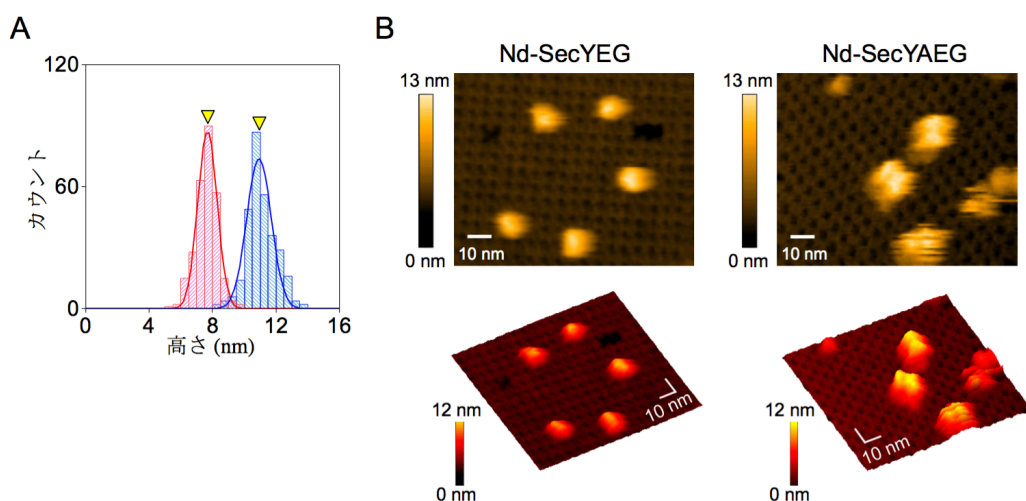 A
120
60
0
カウント
0
4
8
12
16
高さ (nm)
B
Nd-SecYEG
13 nm
0 nm
10 nm
Nd-SecYAEG
13 nm
0 nm
10 nm
12 nm
0 nm
10 nm
12 nm
0 nm
10 nm